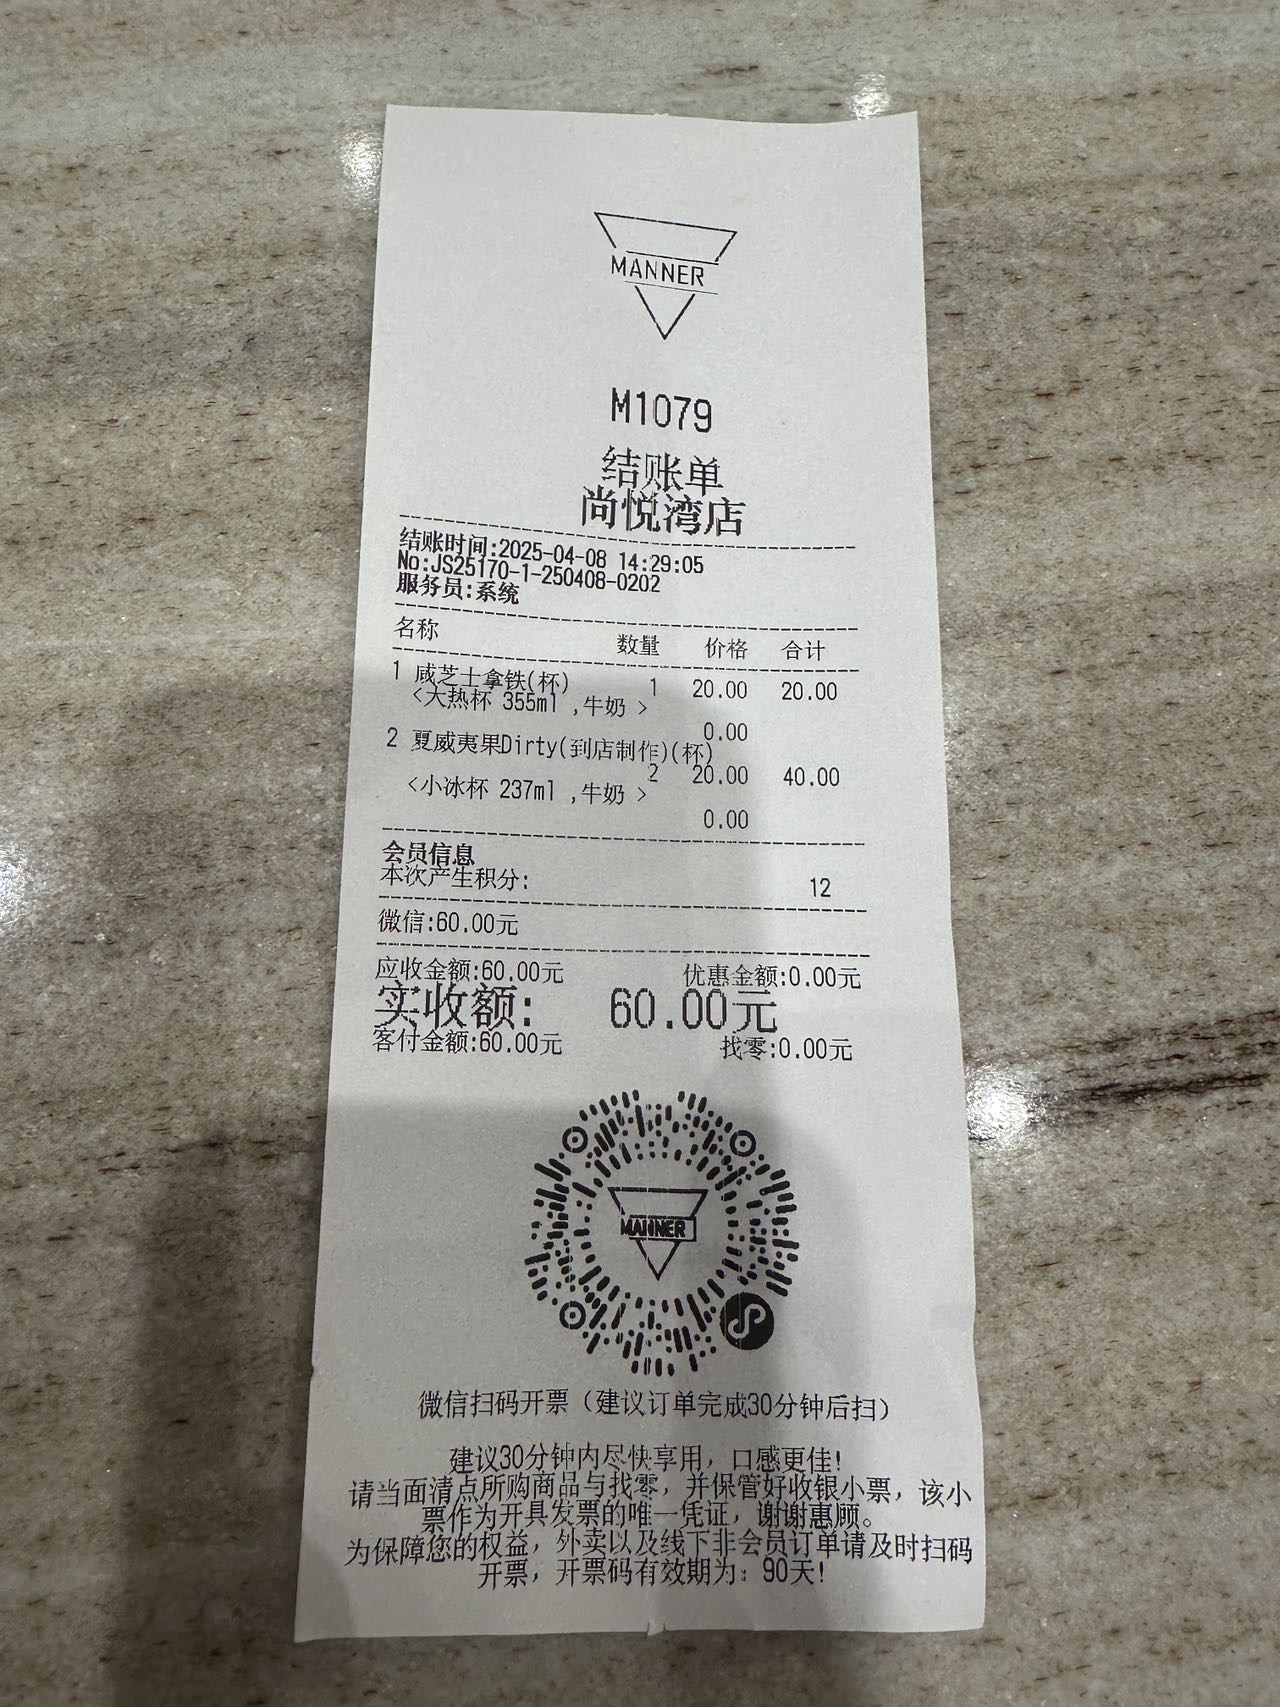 MANNER
M1079
结账单
尚悦湾店
结账时间:2025-04-08 14:29:05
No:JS25170-1-250408-0202
服务员:系统
名称 数量 价格 合计
1 咸芝士拿铁(杯) 1 20.00 20.00
<大热杯 355ml ,牛奶 >
0.00
2 夏威夷果Dirty(到店制作)(杯)
2 20.00 40.00
<小冰杯 237ml ,牛奶 >
0.00
会员信息
本次产生积分: 12
微信:60.00元
应收金额:60.00元 优惠金额:0.00元
实收额: 60.00元
客付金额:60.00元 找零:0.00元
MANNER
微信扫码开票（建议订单完成30分钟后扫）
建议30分钟内尽快享用，口感更佳!
请当面清点所购商品与找零，并保管好收银小票，该小
票作为开具发票的唯一凭证，谢谢惠顾。
为保障您的权益，外卖以及线下非会员订单请及时扫码
开票，开票码有效期为：90天!